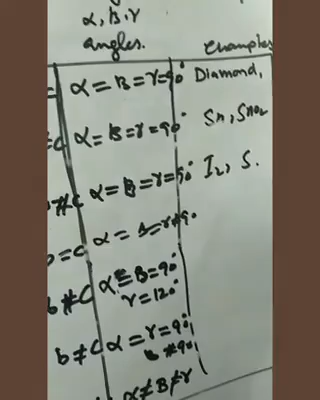 α, β, γ
angles.
examples
= α = β = γ = 90° Diamond,
≠ c α = β = γ = 90° Sn, SnO2
b ≠ c α = β = γ = 90° I2, S.
b = c α = β = γ ≠ 90°
b ≠ c α = β = 90°
γ = 120°
b ≠ c α = γ = 90°
β ≠ 90
α ≠ β ≠ γ